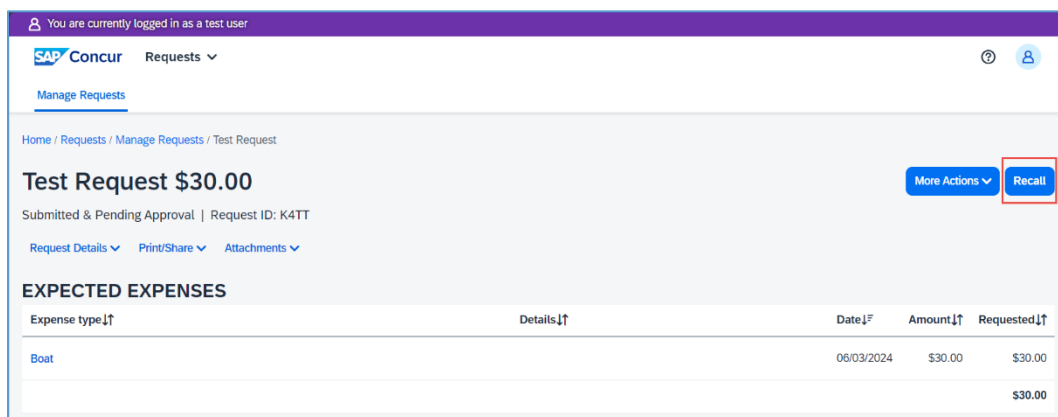 You are currently logged in as a test user
SAP Concur Requests
Manage Requests
Home / Requests / Manage Requests / Test Request
Test Request $30.00
More Actions Recall
Submitted & Pending Approval | Request ID: K4TT
Request Details Print/Share Attachments
EXPECTED EXPENSES
Expense type Details Date Amount Requested
Boat 06/03/2024 $30.00 $30.00
$30.00